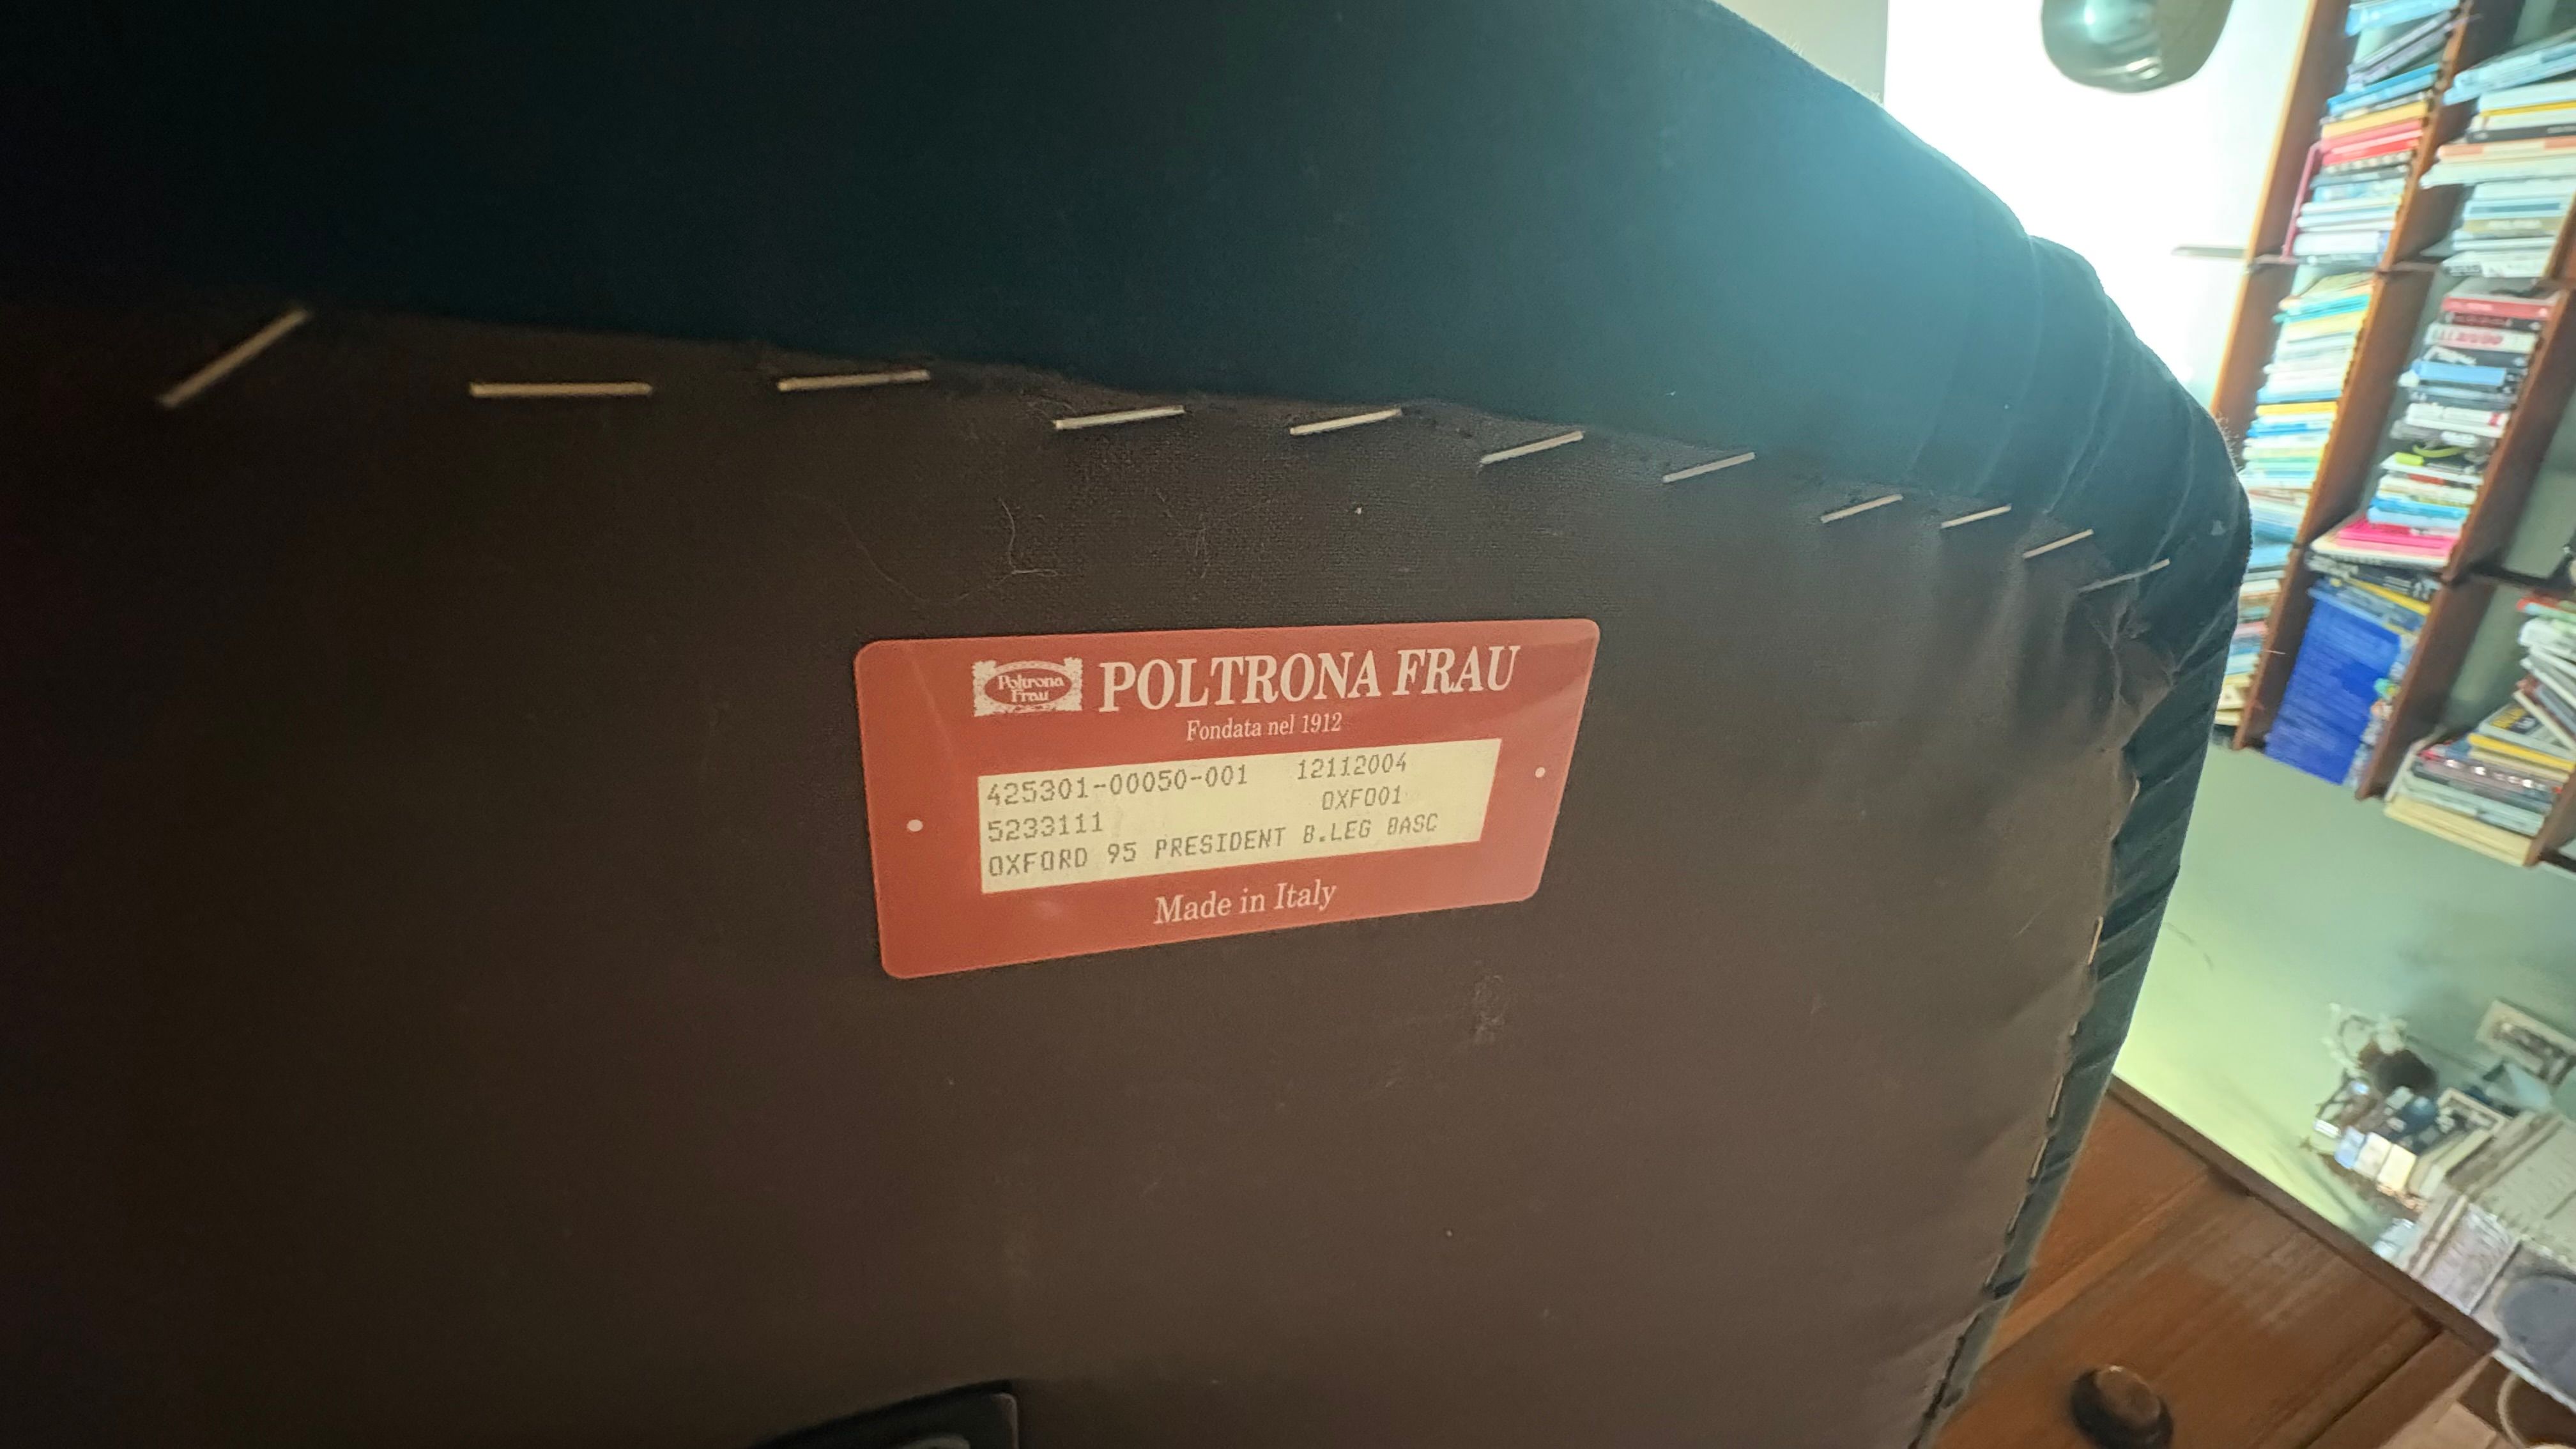 Poltrona
Frau
POLTRONA FRAU
Fondata nel 1912
425301-00050-001 12112004
5233111 OXF001
OXFORD 95 PRESIDENT B.LEG BASC
Made in Italy